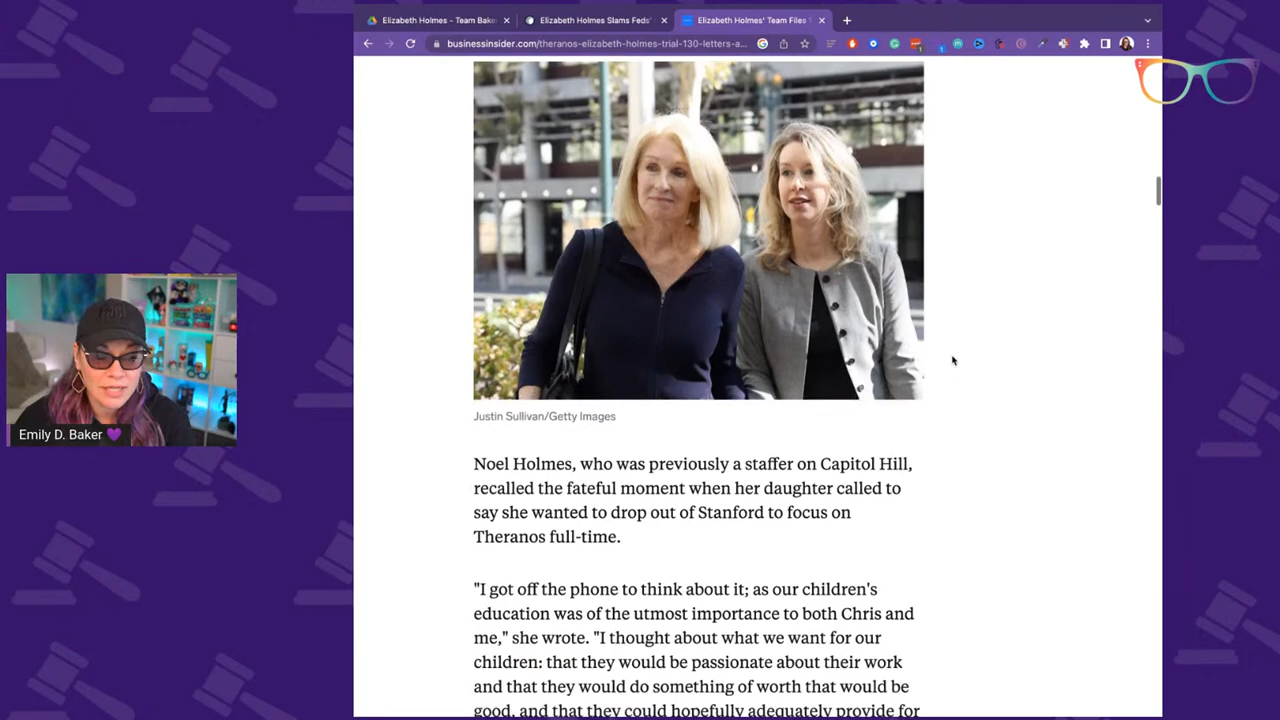 Elizabeth Holmes - Team Bake
Elizabeth Holmes Slams Feds'
Elizabeth Holmes' Team Files
businessinsider.com/theranos-elizabeth-holmes-trial-130-letters-a...
Justin Sullivan/Getty Images
Emily D. Baker 💜
Noel Holmes, who was previously a staffer on Capitol Hill,
recalled the fateful moment when her daughter called to
say she wanted to drop out of Stanford to focus on
Theranos full-time.
"I got off the phone to think about it; as our children's
education was of the utmost importance to both Chris and
me," she wrote. "I thought about what we want for our
children: that they would be passionate about their work
and that they would do something of worth that would be
good, and that they could hopefully adequately provide for